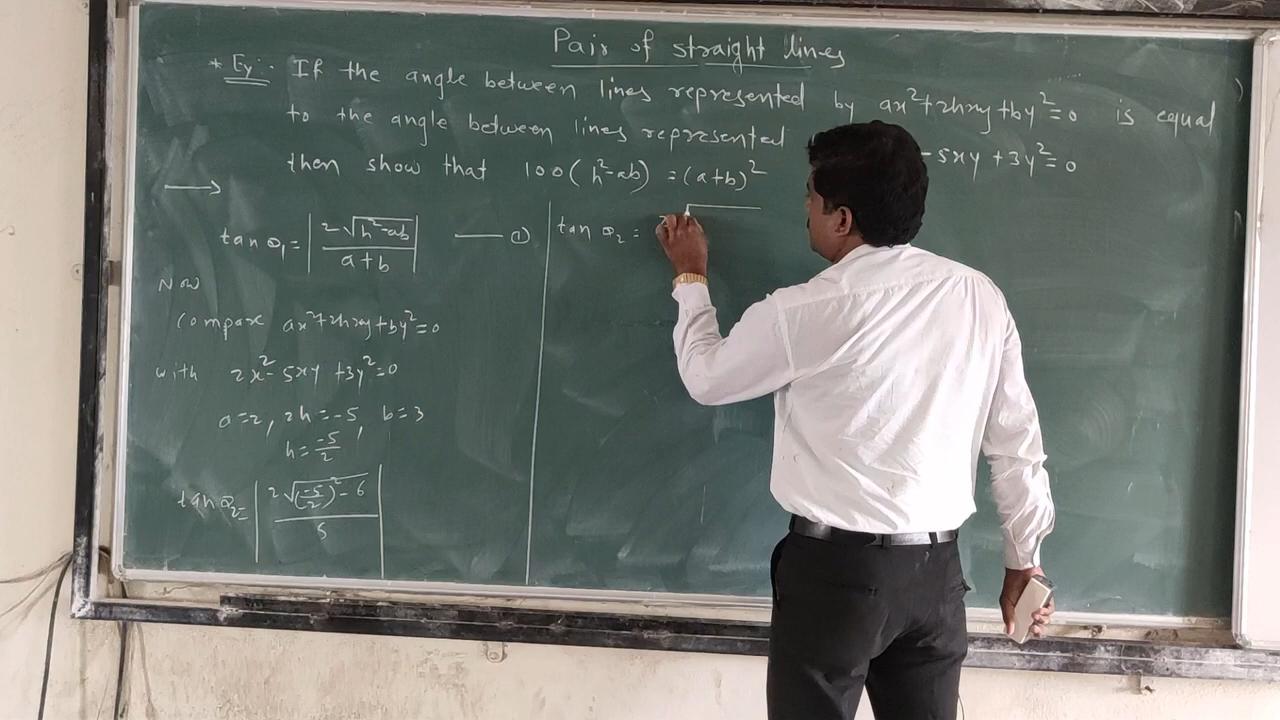 Pair of straight lines
* Ex:- If the angle between lines represented by ax²+2hxy+by²=0 is equal
to the angle between lines represented -5xy +3y²=0
then show that 100(h²-ab) =(a+b)²
→
tan θ₁ = | 2√(h²-ab) / a+b | —— ①
Now
Compare ax²+2hxy+by²=0
with 2x²-5xy +3y²=0
a=2, 2h=-5, b=3
h=-5/2
tan θ₂= | 2√((-5/2)²-6) / 5 |
tan θ₂ = 2√